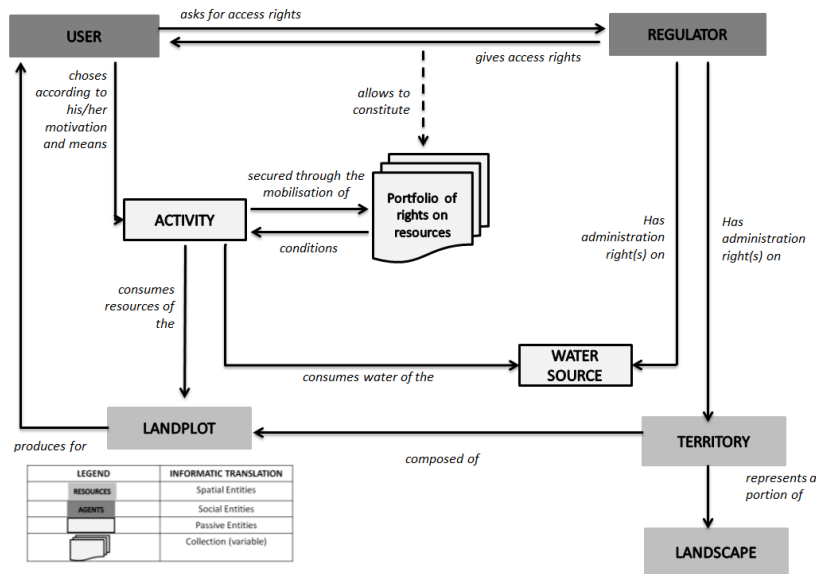 asks for access rights
USER
REGULATOR
gives access rights
choses
according to
his/her
motivation
and means
allows to
constitute
secured through the
mobilisation of
Portfolio of
rights on
resources
ACTIVITY
conditions
Has
administration
right(s) on
Has
administration
right(s) on
consumes
resources of
the
WATER
SOURCE
consumes water of the
LANDPLOT
TERRITORY
produces for
composed of
represents a
portion of
LANDSCAPE
LEGEND
INFORMATIC TRANSLATION
RESOURCES
Spatial Entities
AGENTS
Social Entities
Passive Entities
Collection (variable)